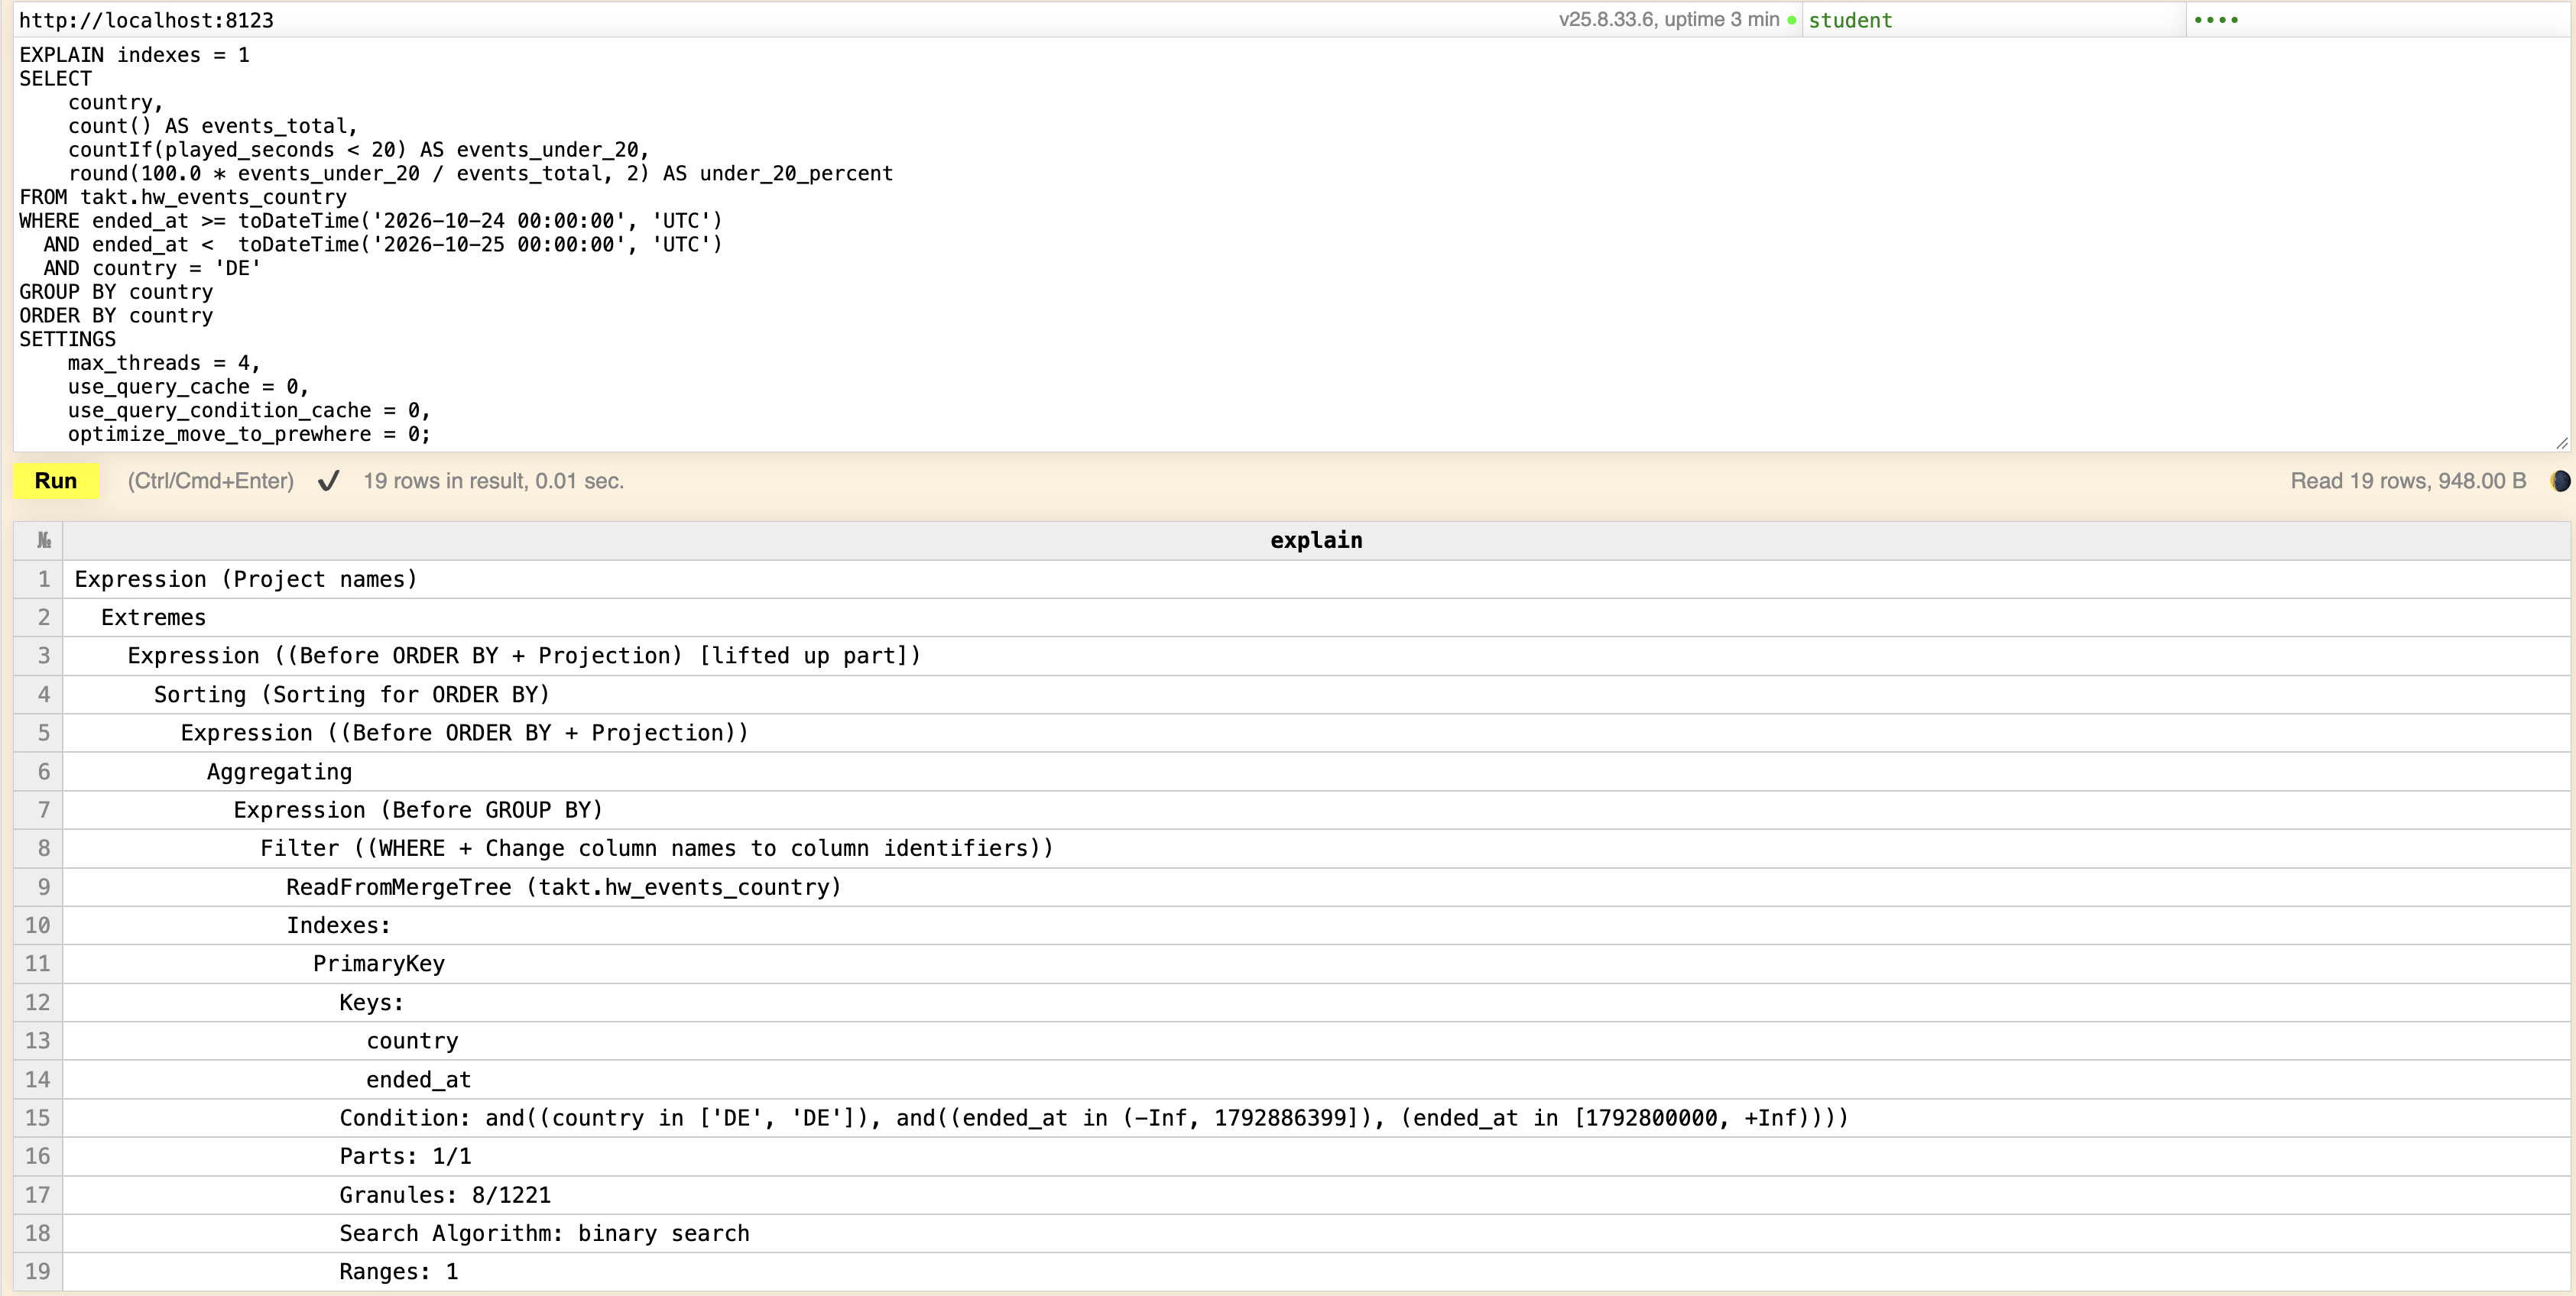 http://localhost:8123 v25.8.33.6, uptime 3 min student ••••
EXPLAIN indexes = 1
SELECT
    country,
    count() AS events_total,
    countIf(played_seconds < 20) AS events_under_20,
    round(100.0 * events_under_20 / events_total, 2) AS under_20_percent
FROM takt.hw_events_country
WHERE ended_at >= toDateTime('2026-10-24 00:00:00', 'UTC')
  AND ended_at <  toDateTime('2026-10-25 00:00:00', 'UTC')
  AND country = 'DE'
GROUP BY country
ORDER BY country
SETTINGS
    max_threads = 4,
    use_query_cache = 0,
    use_query_condition_cache = 0,
    optimize_move_to_prewhere = 0;
Run (Ctrl/Cmd+Enter) ✔ 19 rows in result, 0.01 sec. Read 19 rows, 948.00 B
№ explain
1 Expression (Project names)
2   Extremes
3     Expression ((Before ORDER BY + Projection) [lifted up part])
4       Sorting (Sorting for ORDER BY)
5         Expression ((Before ORDER BY + Projection))
6           Aggregating
7             Expression (Before GROUP BY)
8               Filter ((WHERE + Change column names to column identifiers))
9                 ReadFromMergeTree (takt.hw_events_country)
10                 Indexes:
11                   PrimaryKey
12                     Keys:
13                       country
14                       ended_at
15                     Condition: and((country in ['DE', 'DE']), and((ended_at in (-Inf, 1792886399]), (ended_at in [1792800000, +Inf))))
16                     Parts: 1/1
17                     Granules: 8/1221
18                     Search Algorithm: binary search
19                     Ranges: 1